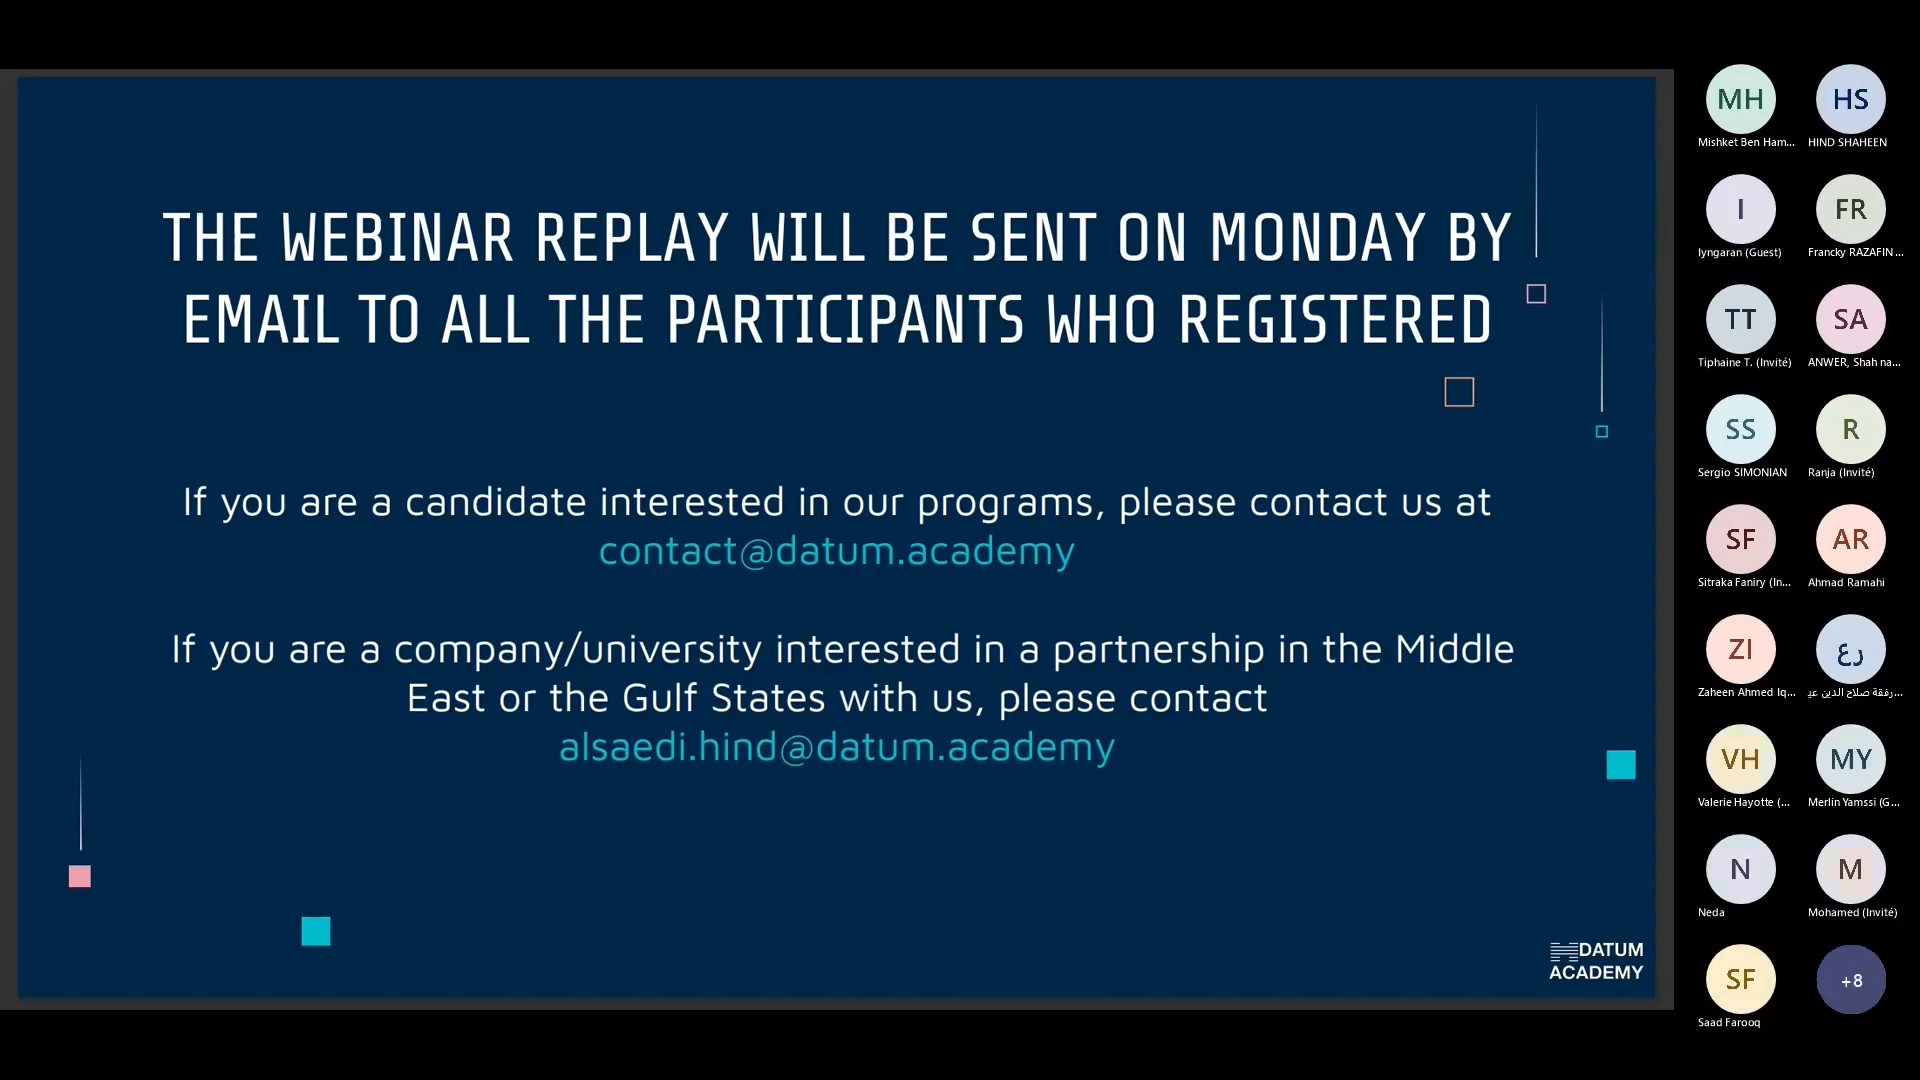 THE WEBINAR REPLAY WILL BE SENT ON MONDAY BY
EMAIL TO ALL THE PARTICIPANTS WHO REGISTERED
If you are a candidate interested in our programs, please contact us at
contact@datum.academy
If you are a company/university interested in a partnership in the Middle
East or the Gulf States with us, please contact
alsaedi.hind@datum.academy
DATUM
ACADEMY
MH
Mishket Ben Ham...
HS
HIND SHAHEEN
I
Iyngaran (Guest)
FR
Francky RAZAFIN...
TT
Tiphaine T. (Invité)
SA
ANWER, Shah na...
SS
Sergio SIMONIAN
R
Ranja (Invité)
SF
Sitraka Faniry (In...
AR
Ahmad Ramahi
ZI
Zaheen Ahmed Iq...
رع
رفقة صلاح الدين عي...
VH
Valerie Hayotte (...
MY
Merlin Yamssi (G...
N
Neda
M
Mohamed (Invité)
SF
Saad Farooq
+8